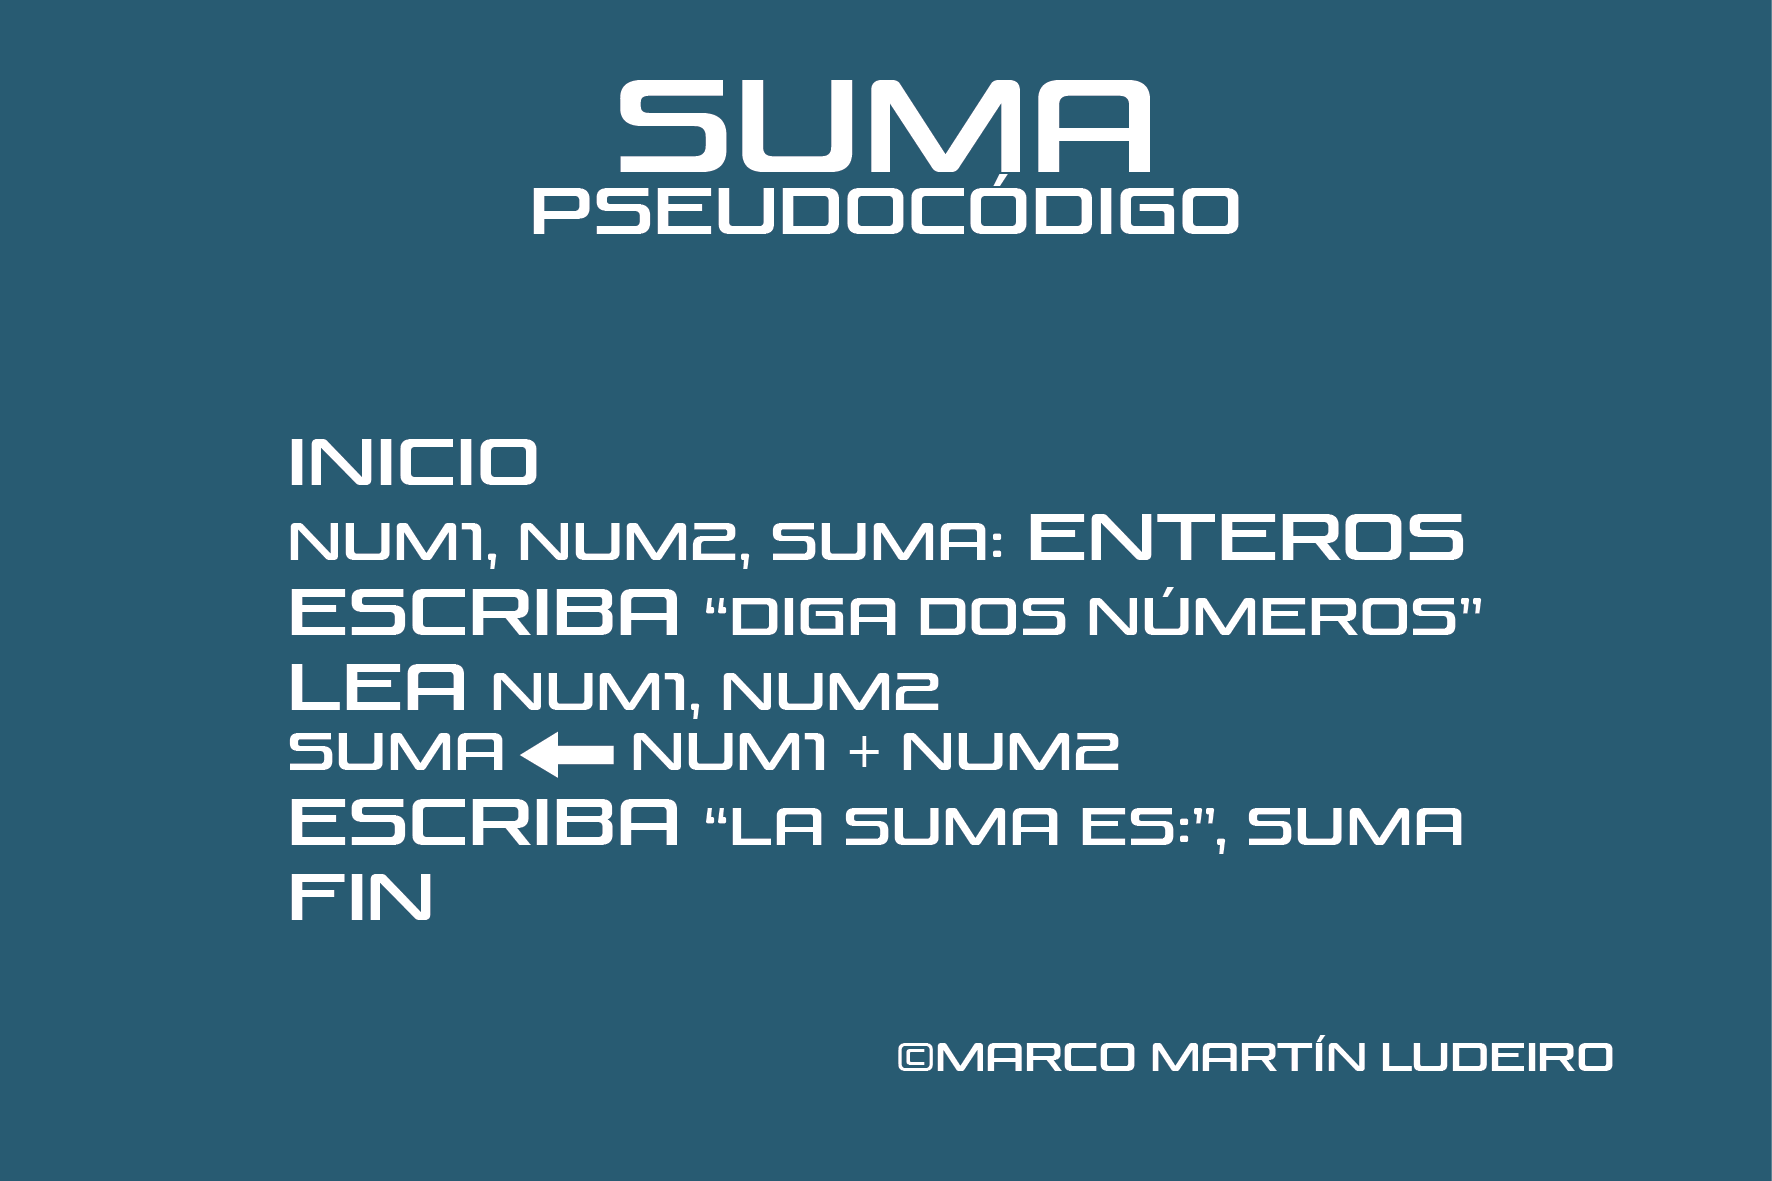 SUMA
PSEUDOCÓDIGO
INICIO
NUM1, NUM2, SUMA: ENTEROS
ESCRIBA “DIGA DOS NÚMEROS”
LEA NUM1, NUM2
SUMA ← NUM1 + NUM2
ESCRIBA “LA SUMA ES:”, SUMA
FIN
©MARCO MARTÍN LUDEIRO